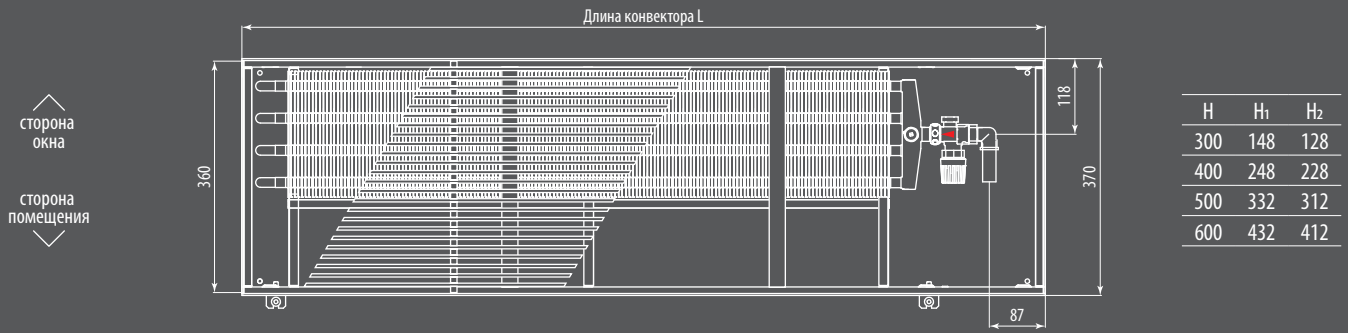 Длина конвектора L
сторона
окна
сторона
помещения
360
118
370
87
H H₁ H₂
300 148 128
400 248 228
500 332 312
600 432 412